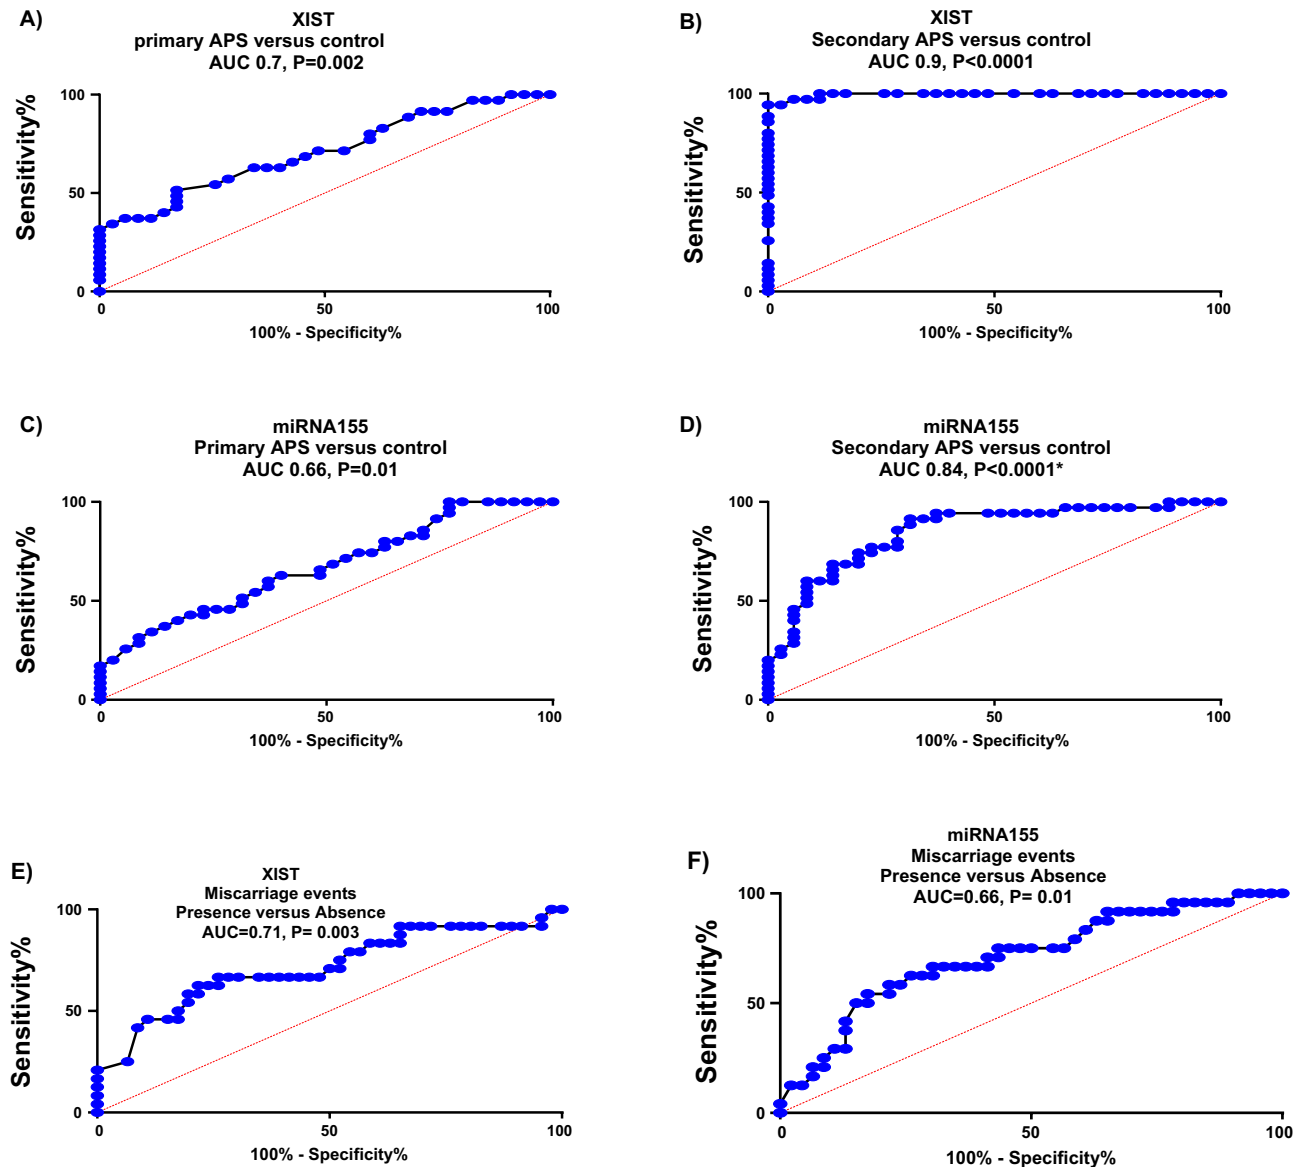 A)
XIST
primary APS versus control
AUC 0.7, P=0.002
Sensitivity%
100
50
0
0
50
100
100% - Specificity%
B)
XIST
Secondary APS versus control
AUC 0.9, P<0.0001
Sensitivity%
100
50
0
0
50
100
100% - Specificity%
C)
miRNA155
Primary APS versus control
AUC 0.66, P=0.01
Sensitivity%
100
50
0
0
50
100
100% - Specificity%
D)
miRNA155
Secondary APS versus control
AUC 0.84, P<0.0001*
Sensitivity%
100
50
0
0
50
100
100% - Specificity%
E)
XIST
Miscarriage events
Presence versus Absence
AUC=0.71, P= 0.003
Sensitivity%
100
50
0
0
50
100
100% - Specificity%
F)
miRNA155
Miscarriage events
Presence versus Absence
AUC=0.66, P= 0.01
Sensitivity%
100
50
0
0
50
100
100% - Specificity%